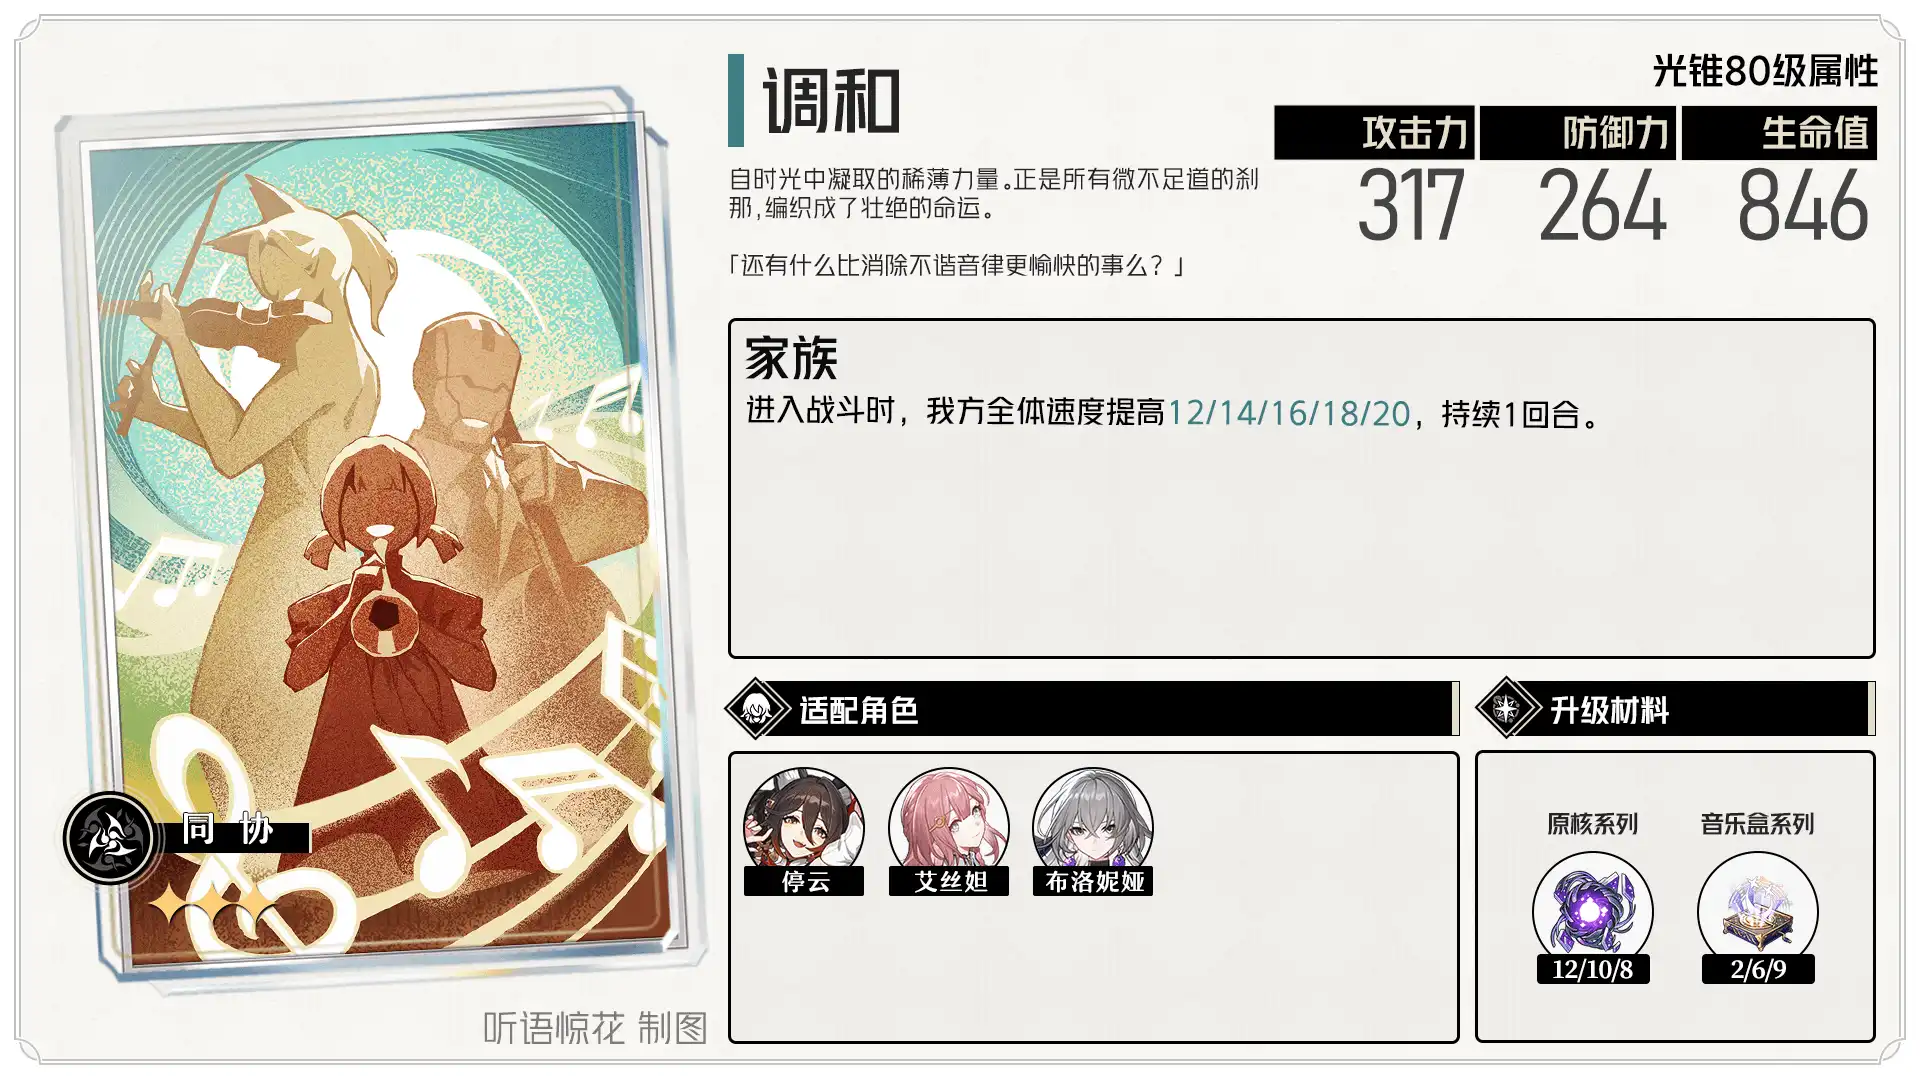 调和
自时光中凝取的稀薄力量。正是所有微不足道的刹
那,编织成了壮绝的命运。
「还有什么比消除不谐音律更愉快的事么?」
光锥80级属性
攻击力 防御力 生命值
317 264 846
家族
进入战斗时，我方全体速度提高12/14/16/18/20，持续1回合。
同协
适配角色
停云 艾丝妲 布洛妮娅
升级材料
原核系列 音乐盒系列
12/10/8 2/6/9
听语惊花 制图